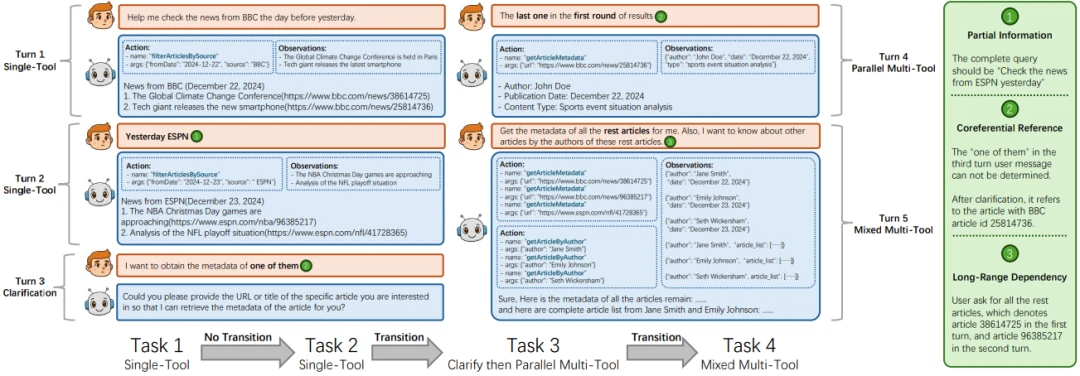 Turn 1
Single-Tool
Help me check the news from BBC the day before yesterday.
Action:
- name: "filterArticlesBySource"
- args: {"fromDate": "2024-12-22", "source": "BBC"}
Observations:
- The Global Climate Change Conference is held in Paris
- Tech giant releases the latest smartphone
News from BBC (December 22, 2024)
1. The Global Climate Change Conference(https://www.bbc.com/news/38614725)
2. Tech giant releases the new smartphone(https://www.bbc.com/news/25814736)
Turn 2
Single-Tool
Yesterday ESPN 1
Action:
- name: "filterArticlesBySource"
- args: {"fromDate": "2024-12-23", "source": " ESPN"}
Observations:
- The NBA Christmas Day games are approaching
- Analysis of the NFL playoff situation
News from ESPN(December 23, 2024)
1. The NBA Christmas Day games are
approaching(https://www.espn.com/nba/96385217)
2. Analysis of the NFL playoff situation(https://www.espn.com/nfl/41728365)
Turn 3
Clarification
I want to obtain the metadata of one of them 2
Could you please provide the URL or title of the specific article you are interested
in so that I can retrieve the metadata of the article for you?
The last one in the first round of results 2
Action:
- name: "getArticleMetadata"
- args: {"url": "https://www.bbc.com/news/25814736"}
Observations:
{"author": "John Doe", "date": "December 22, 2024".
"type": "sports event situation analysis"}
- Author: John Doe
- Publication Date: December 22, 2024
- Content Type: Sports event situation analysis
Turn 4
Parallel Multi-Tool
Get the metadata of all the rest articles for me. Also, I want to know about other
articles by the authors of these rest articles. 3
Action:
- name: "getArticleMetadata"
- args: {"url": "https://www.bbc.com/news/38614725"}
- name: "getArticleMetadata"
- args: {"url": "https://www.bbc.com/news/96385217"}
- name: "getArticleMetadata"
- args: {"url": "https://www.espn.com/nfl/41728365"}
Action:
- name: "getArticleByAuthor"
- args: {"author": "Jane Smith"}
- name: "getArticleByAuthor"
- args: {"author": "Emily Johnson"}
- name: "getArticleByAuthor"
- args: {"author": "Seth Wickersham"}
Observations:
{"author": "Jane Smith",
"date": "December 22, 2024"}
{"author": "Emily Johnson",
"date": "December 23, 2024"}
{"author": "Seth Wickersham",
"date": "December 23, 2024"}
{"author": "Jane Smith", "article_list": [······]}
{"author": "Emily Johnson", "article_list": [······]}
{"author": "Seth Wickersham", article_list": [······]}
Sure, Here is the metadata of all the articles remain: ......
and here are complete article list from Jane Smith and Emily Johnson: ......
Turn 5
Mixed Multi-Tool
1
Partial Information
The complete query
should be "Check the news
from ESPN yesterday"
2
Coreferential Reference
The "one of them" in the
third turn user message
can not be determined.
After clarification, it refers
to the article with BBC
article id 25814736.
3
Long-Range Dependency
User ask for all the rest
articles, which denotes
article 38614725 in the first
turn, and article 96385217
in the second turn.
Task 1
Single-Tool
No Transition
Task 2
Single-Tool
Transition
Task 3
Clarify then Parallel Multi-Tool
Transition
Task 4
Mixed Multi-Tool